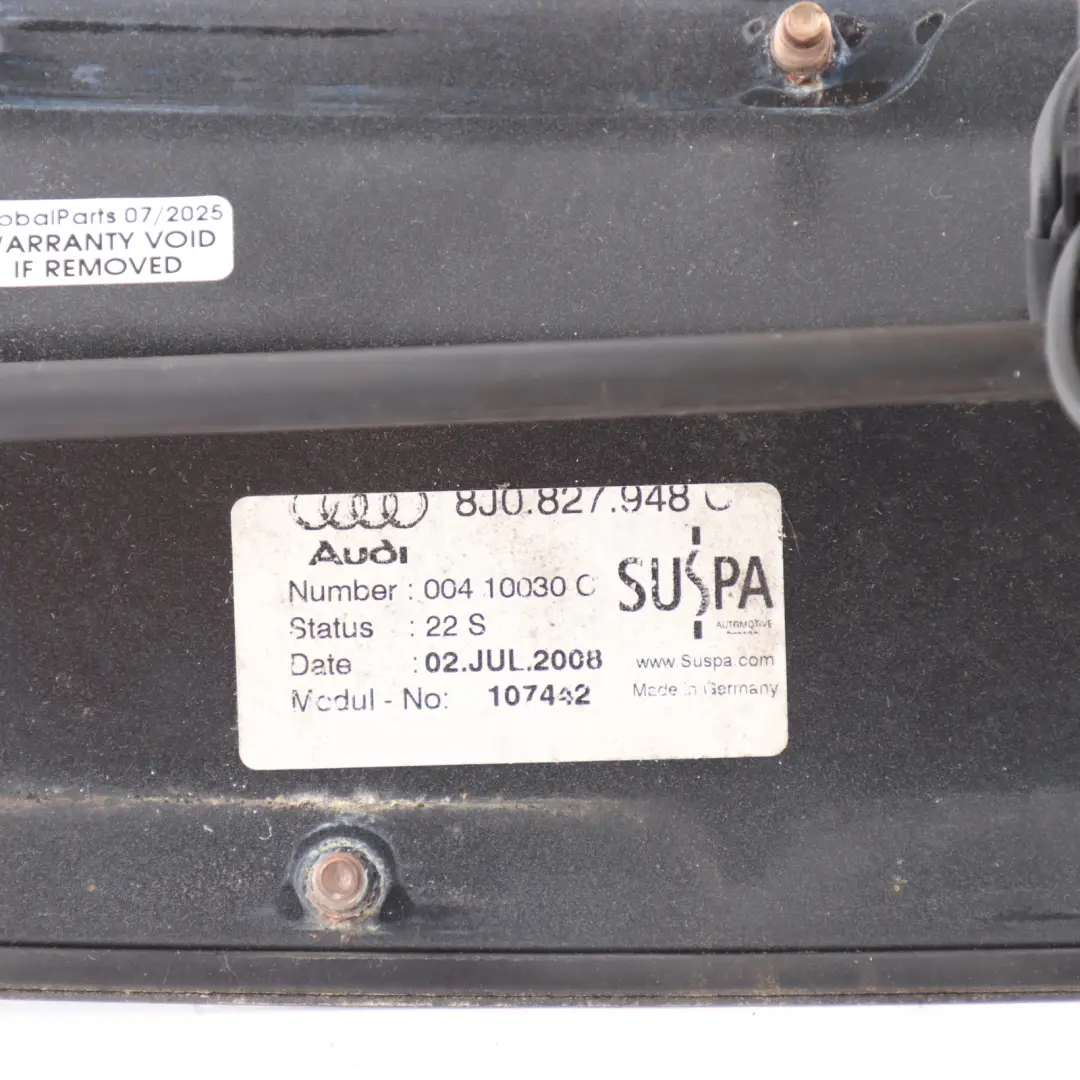 obalParts 07/2025
WARRANTY VOID
IF REMOVED
8J0.827.948 C
Audi
Number : 004 10030 C
SUSPA
AUTOMOTIVE
Status : 22 S
Date : 02.JUL.2008
www.Suspa.com
Modul - No: 107442
Made in Germany